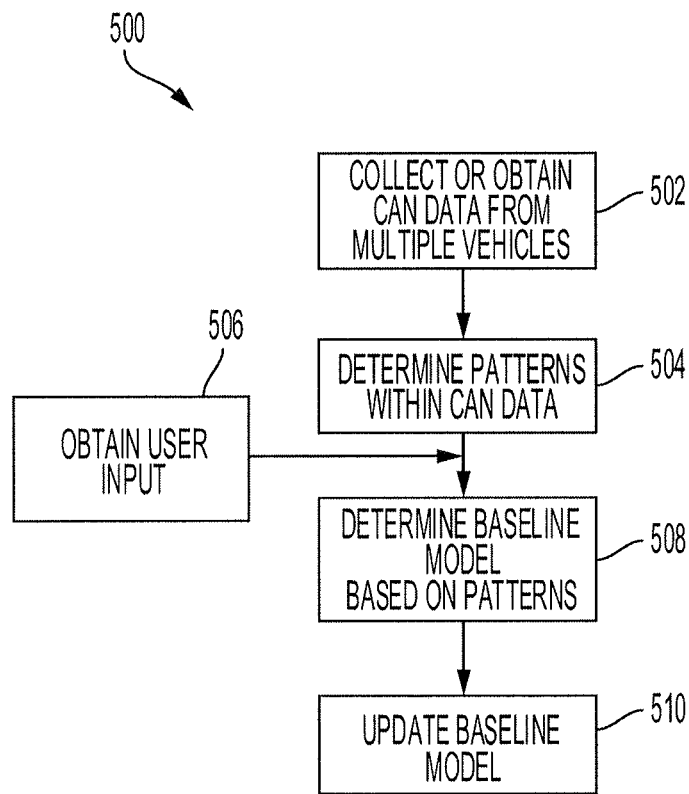 500
COLLECT OR OBTAIN
CAN DATA FROM
MULTIPLE VEHICLES
502
506
DETERMINE PATTERNS
WITHIN CAN DATA
504
OBTAIN USER
INPUT
DETERMINE BASELINE
MODEL
BASED ON PATTERNS
508
UPDATE BASELINE
MODEL
510